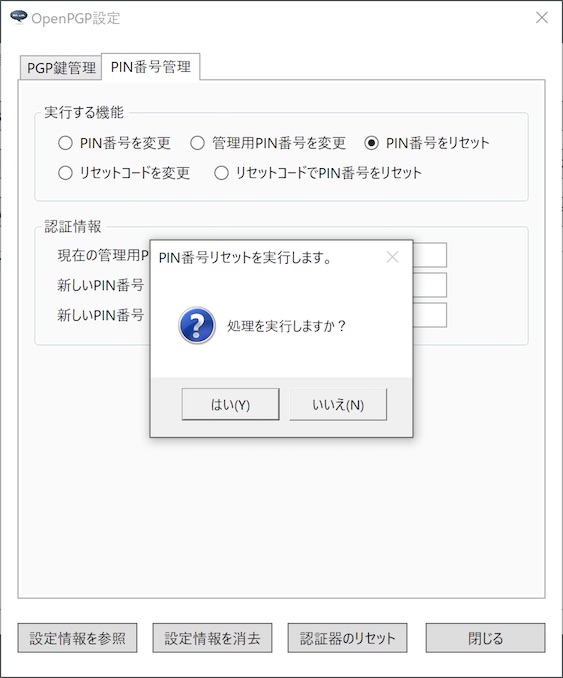 OpenPGP設定
PGP鍵管理 PIN番号管理
実行する機能
PIN番号を変更 管理用PIN番号を変更 PIN番号をリセット
リセットコードを変更 リセットコードでPIN番号をリセット
認証情報
現在の管理用P
新しいPIN番号
新しいPIN番号
PIN番号リセットを実行します。
処理を実行しますか？
はい(Y) いいえ(N)
設定情報を参照 設定情報を消去 認証器のリセット 閉じる